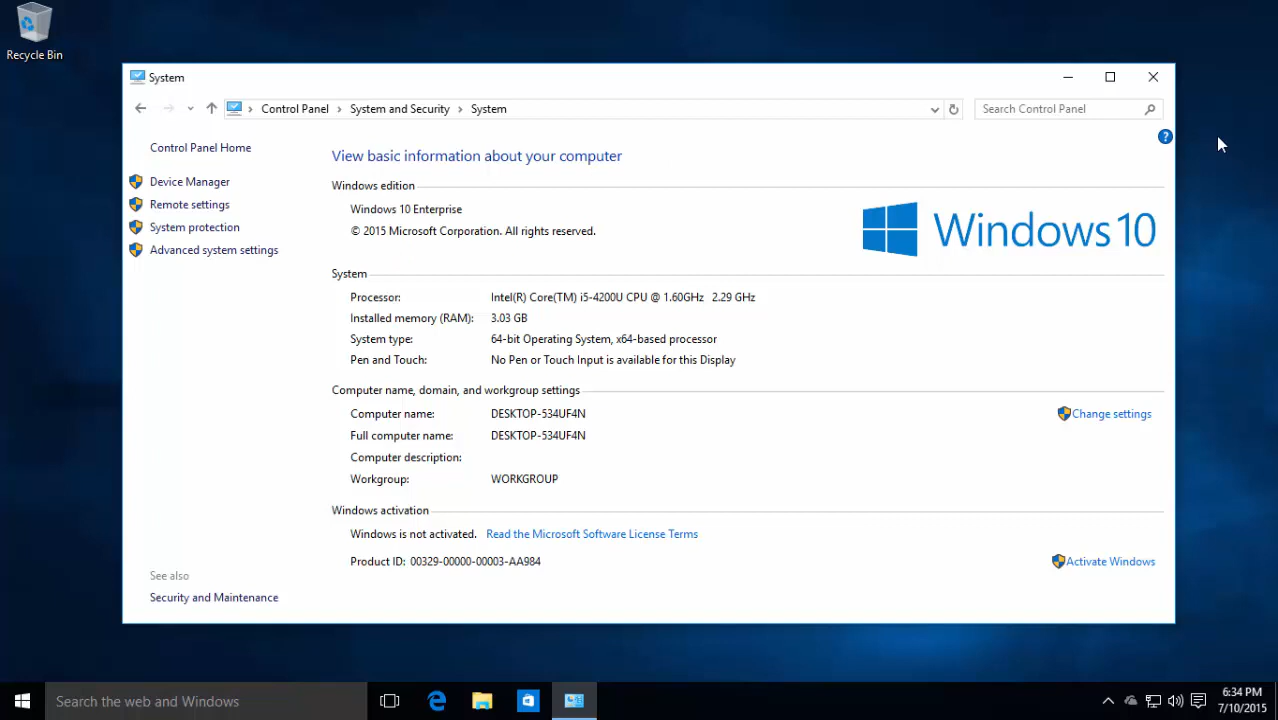 Recycle Bin
System
Control Panel › System and Security › System
Search Control Panel
?
Control Panel Home
Device Manager
Remote settings
System protection
Advanced system settings
View basic information about your computer
Windows edition
Windows 10 Enterprise
© 2015 Microsoft Corporation. All rights reserved.
Windows 10
System
Processor: Intel(R) Core(TM) i5-4200U CPU @ 1.60GHz 2.29 GHz
Installed memory (RAM): 3.03 GB
System type: 64-bit Operating System, x64-based processor
Pen and Touch: No Pen or Touch Input is available for this Display
Computer name, domain, and workgroup settings
Computer name: DESKTOP-534UF4N
Change settings
Full computer name: DESKTOP-534UF4N
Computer description:
Workgroup: WORKGROUP
Windows activation
Windows is not activated. Read the Microsoft Software License Terms
Product ID: 00329-00000-00003-AA984
Activate Windows
See also
Security and Maintenance
Search the web and Windows
6:34 PM
7/10/2015